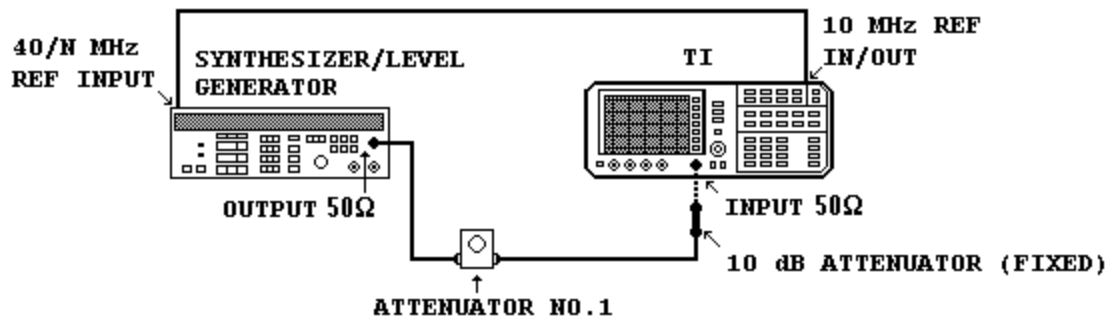 40/N MHz
REF INPUT
SYNTHESIZER/LEVEL
GENERATOR
TI
10 MHz REF
IN/OUT
OUTPUT 50Ω
INPUT 50Ω
10 dB ATTENUATOR (FIXED)
ATTENUATOR NO.1